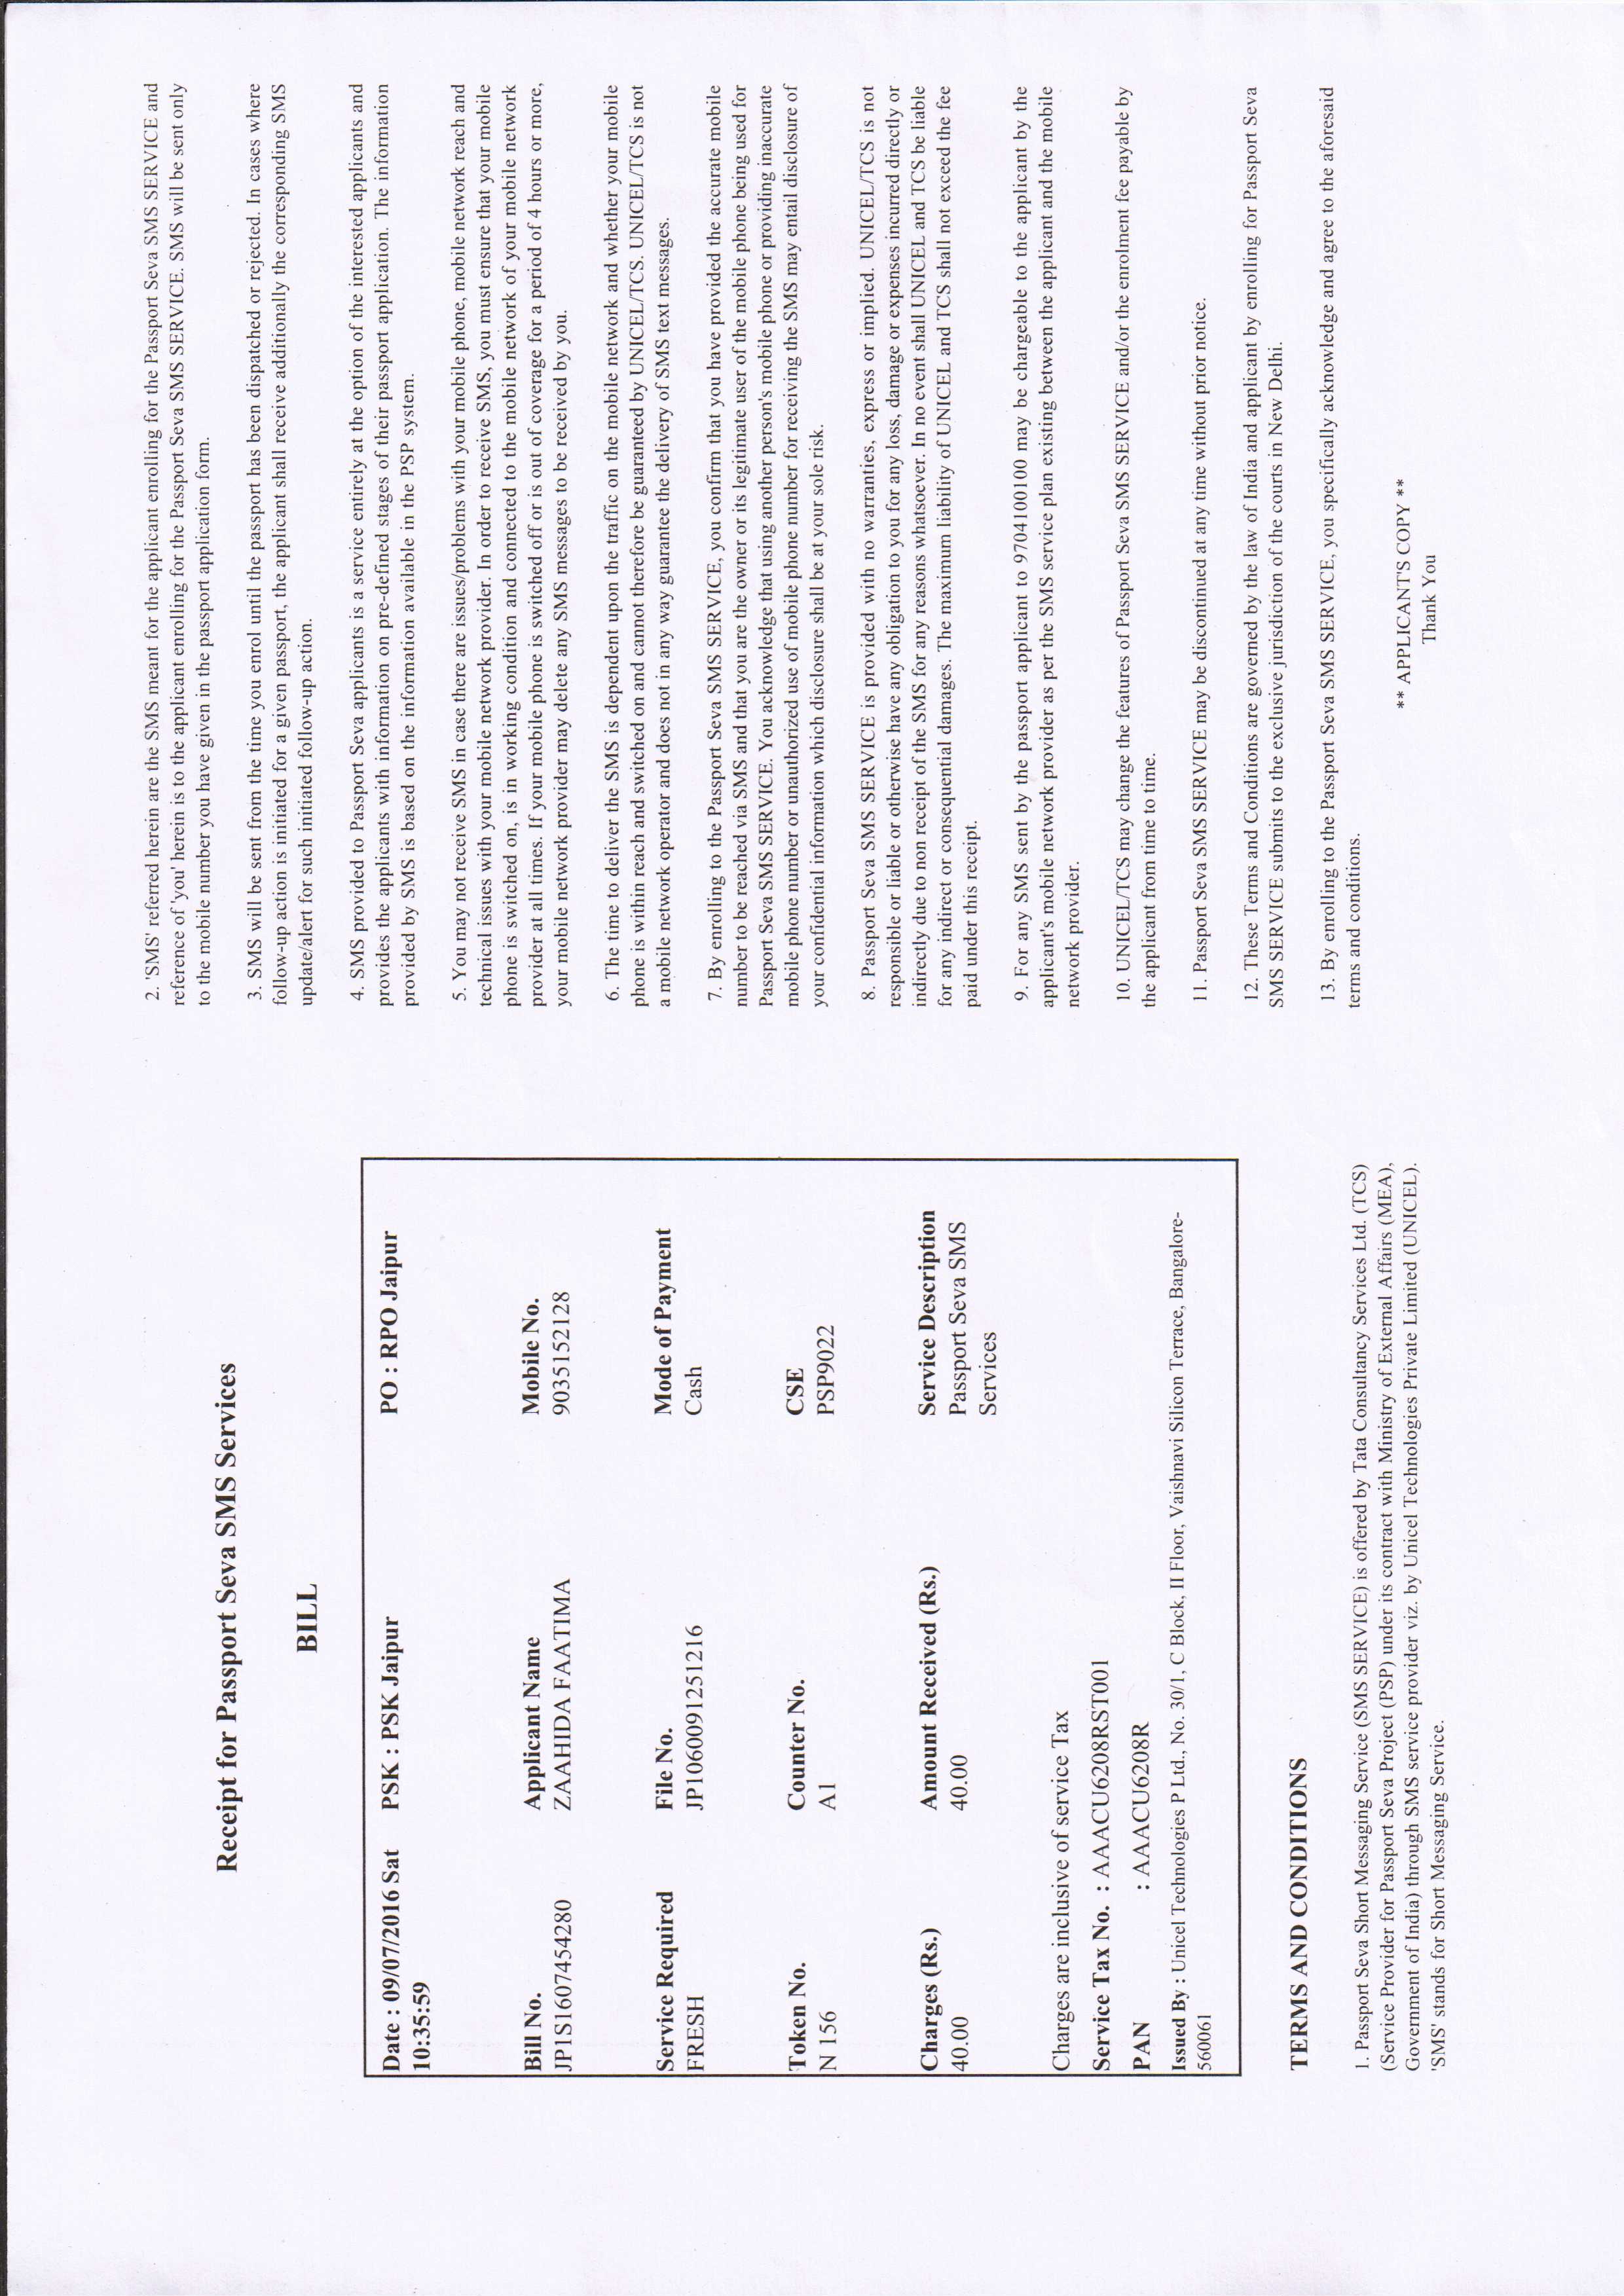 Receipt for Passport Seva SMS Services
BILL
Date : 09/07/2016 Sat PSK : PSK Jaipur PO : RPO Jaipur
10:35:59
Bill No. Applicant Name Mobile No.
JP1S1607454280 ZAAHIDA FAATIMA 9035152128
Service Required File No. Mode of Payment
FRESH JP1060091251216 Cash
Token No. Counter No. CSE
N 156 A1 PSP9022
Charges (Rs.) Amount Received (Rs.) Service Description
40.00 40.00 Passport Seva SMS
Services
Charges are inclusive of service Tax
Service Tax No. : AAACU6208RST001
PAN : AAACU6208R
Issued By : Unicel Technologies P Ltd., No. 30/1, C Block, II Floor, Vaishnavi Silicon Terrace, Bangalore-
560061
TERMS AND CONDITIONS
1. Passport Seva Short Messaging Service (SMS SERVICE) is offered by Tata Consultancy Services Ltd. (TCS)
(Service Provider for Passport Seva Project (PSP) under its contract with Ministry of External Affairs (MEA),
Government of India) through SMS service provider viz. by Unicel Technologies Private Limited (UNICEL).
'SMS' stands for Short Messaging Service.
2. 'SMS' referred herein are the SMS meant for the applicant enrolling for the Passport Seva SMS SERVICE and
reference of 'you' herein is to the applicant enrolling for the Passport Seva SMS SERVICE. SMS will be sent only
to the mobile number you have given in the passport application form.
3. SMS will be sent from the time you enrol until the passport has been dispatched or rejected. In cases where
follow-up action is initiated for a given passport, the applicant shall receive additionally the corresponding SMS
update/alert for such initiated follow-up action.
4. SMS provided to Passport Seva applicants is a service entirely at the option of the interested applicants and
provides the applicants with information on pre-defined stages of their passport application. The information
provided by SMS is based on the information available in the PSP system.
5. You may not receive SMS in case there are issues/problems with your mobile phone, mobile network reach and
technical issues with your mobile network provider. In order to receive SMS, you must ensure that your mobile
phone is switched on, is in working condition and connected to the mobile network of your mobile network
provider at all times. If your mobile phone is switched off or is out of coverage for a period of 4 hours or more,
your mobile network provider may delete any SMS messages to be received by you.
6. The time to deliver the SMS is dependent upon the traffic on the mobile network and whether your mobile
phone is within reach and switched on and cannot therefore be guaranteed by UNICEL/TCS. UNICEL/TCS is not
a mobile network operator and does not in any way guarantee the delivery of SMS text messages.
7. By enrolling to the Passport Seva SMS SERVICE, you confirm that you have provided the accurate mobile
number to be reached via SMS and that you are the owner or its legitimate user of the mobile phone being used for
Passport Seva SMS SERVICE. You acknowledge that using another person's mobile phone or providing inaccurate
mobile phone number or unauthorized use of mobile phone number for receiving the SMS may entail disclosure of
your confidential information which disclosure shall be at your sole risk.
8. Passport Seva SMS SERVICE is provided with no warranties, express or implied. UNICEL/TCS is not
responsible or liable or otherwise have any obligation to you for any loss, damage or expenses incurred directly or
indirectly due to non receipt of the SMS for any reasons whatsoever. In no event shall UNICEL and TCS be liable
for any indirect or consequential damages. The maximum liability of UNICEL and TCS shall not exceed the fee
paid under this receipt.
9. For any SMS sent by the passport applicant to 9704100100 may be chargeable to the applicant by the
applicant's mobile network provider as per the SMS service plan existing between the applicant and the mobile
network provider.
10. UNICEL/TCS may change the features of Passport Seva SMS SERVICE and/or the enrolment fee payable by
the applicant from time to time.
11. Passport Seva SMS SERVICE may be discontinued at any time without prior notice.
12. These Terms and Conditions are governed by the law of India and applicant by enrolling for Passport Seva
SMS SERVICE submits to the exclusive jurisdiction of the courts in New Delhi.
13. By enrolling to the Passport Seva SMS SERVICE, you specifically acknowledge and agree to the aforesaid
terms and conditions.
** APPLICANT'S COPY **
Thank You